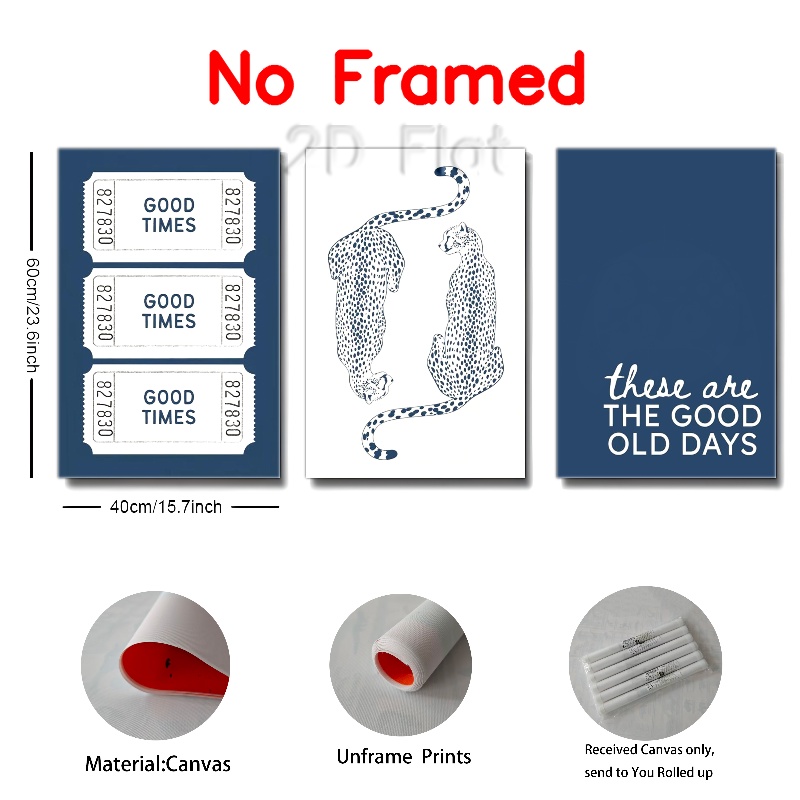 No Framed
2D Flat
827830
GOOD
TIMES
827830
827830
GOOD
TIMES
827830
827830
GOOD
TIMES
827830
these are
THE GOOD
OLD DAYS
60cm/23.6inch
40cm/15.7inch
Material:Canvas
Unframe Prints
Received Canvas only,
send to You Rolled up